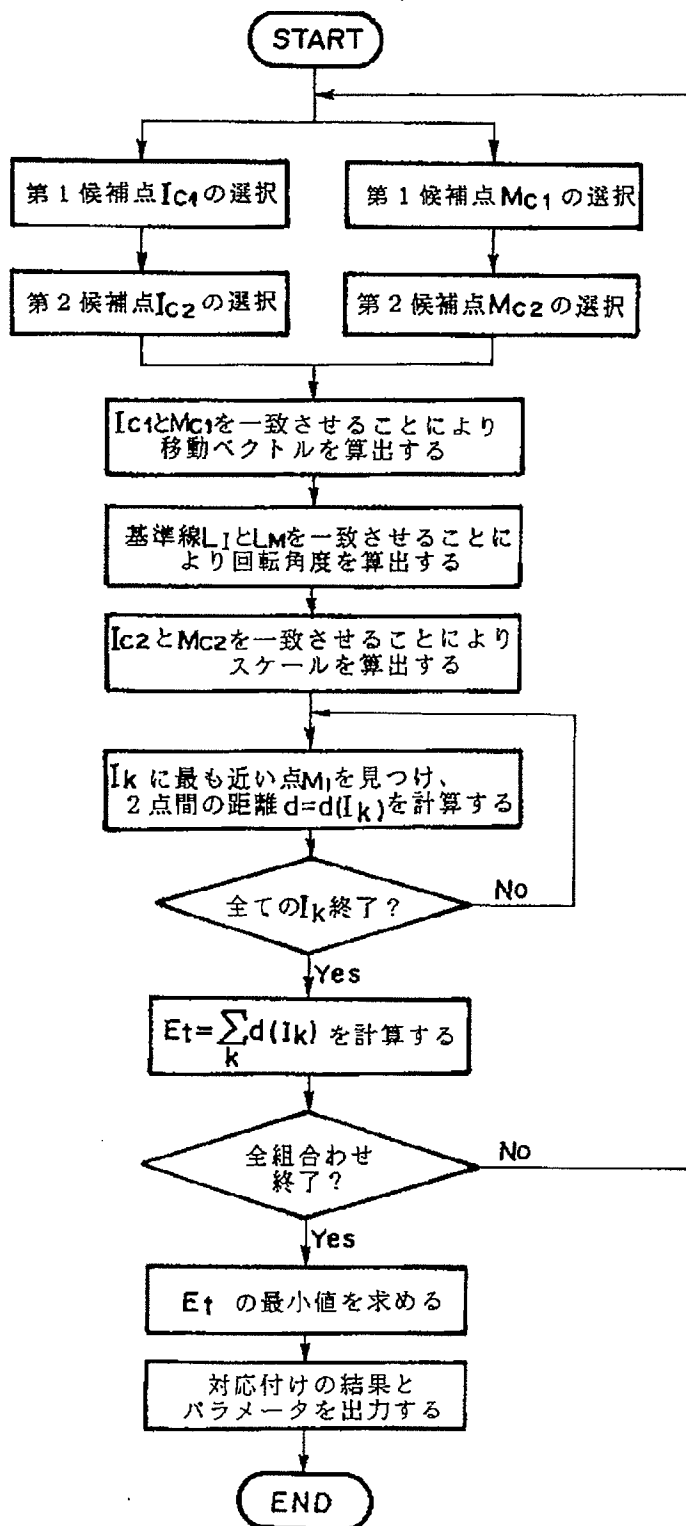 START
第1候補点IC1の選択
第1候補点MC1の選択
第2候補点IC2の選択
第2候補点MC2の選択
IC1とMC1を一致させることにより
移動ベクトルを算出する
基準線LIとLMを一致させることに
より回転角度を算出する
IC2とMC2を一致させることにより
スケールを算出する
Ikに最も近い点Mlを見つけ、
2点間の距離d=d(Ik)を計算する
全てのIk終了?
No
Yes
Et=∑k d(Ik)を計算する
全組合わせ
終了?
No
Yes
Etの最小値を求める
対応付けの結果と
パラメータを出力する
END